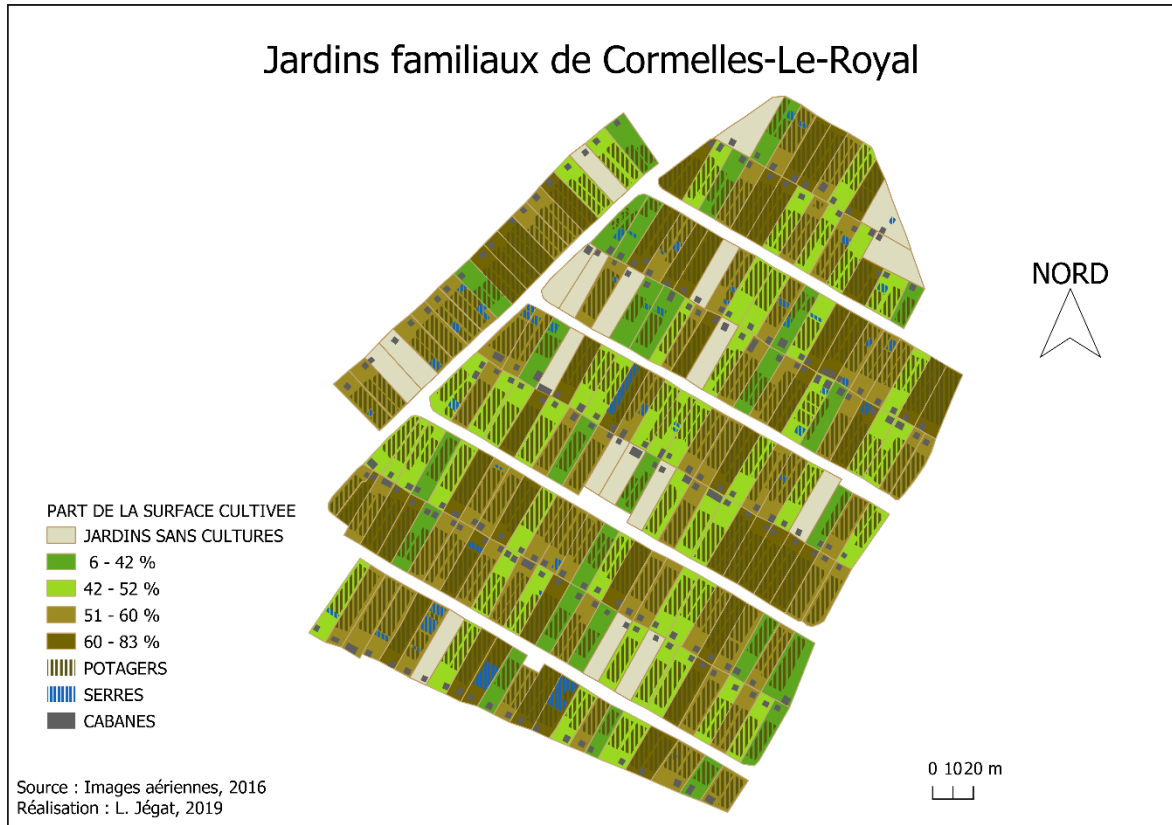 Jardins familiaux de Cormelles-Le-Royal
NORD
PART DE LA SURFACE CULTIVEE
JARDINS SANS CULTURES
6 - 42 %
42 - 52 %
51 - 60 %
60 - 83 %
POTAGERS
SERRES
CABANES
Source : Images aériennes, 2016
Réalisation : L. Jégat, 2019
0 1020 m